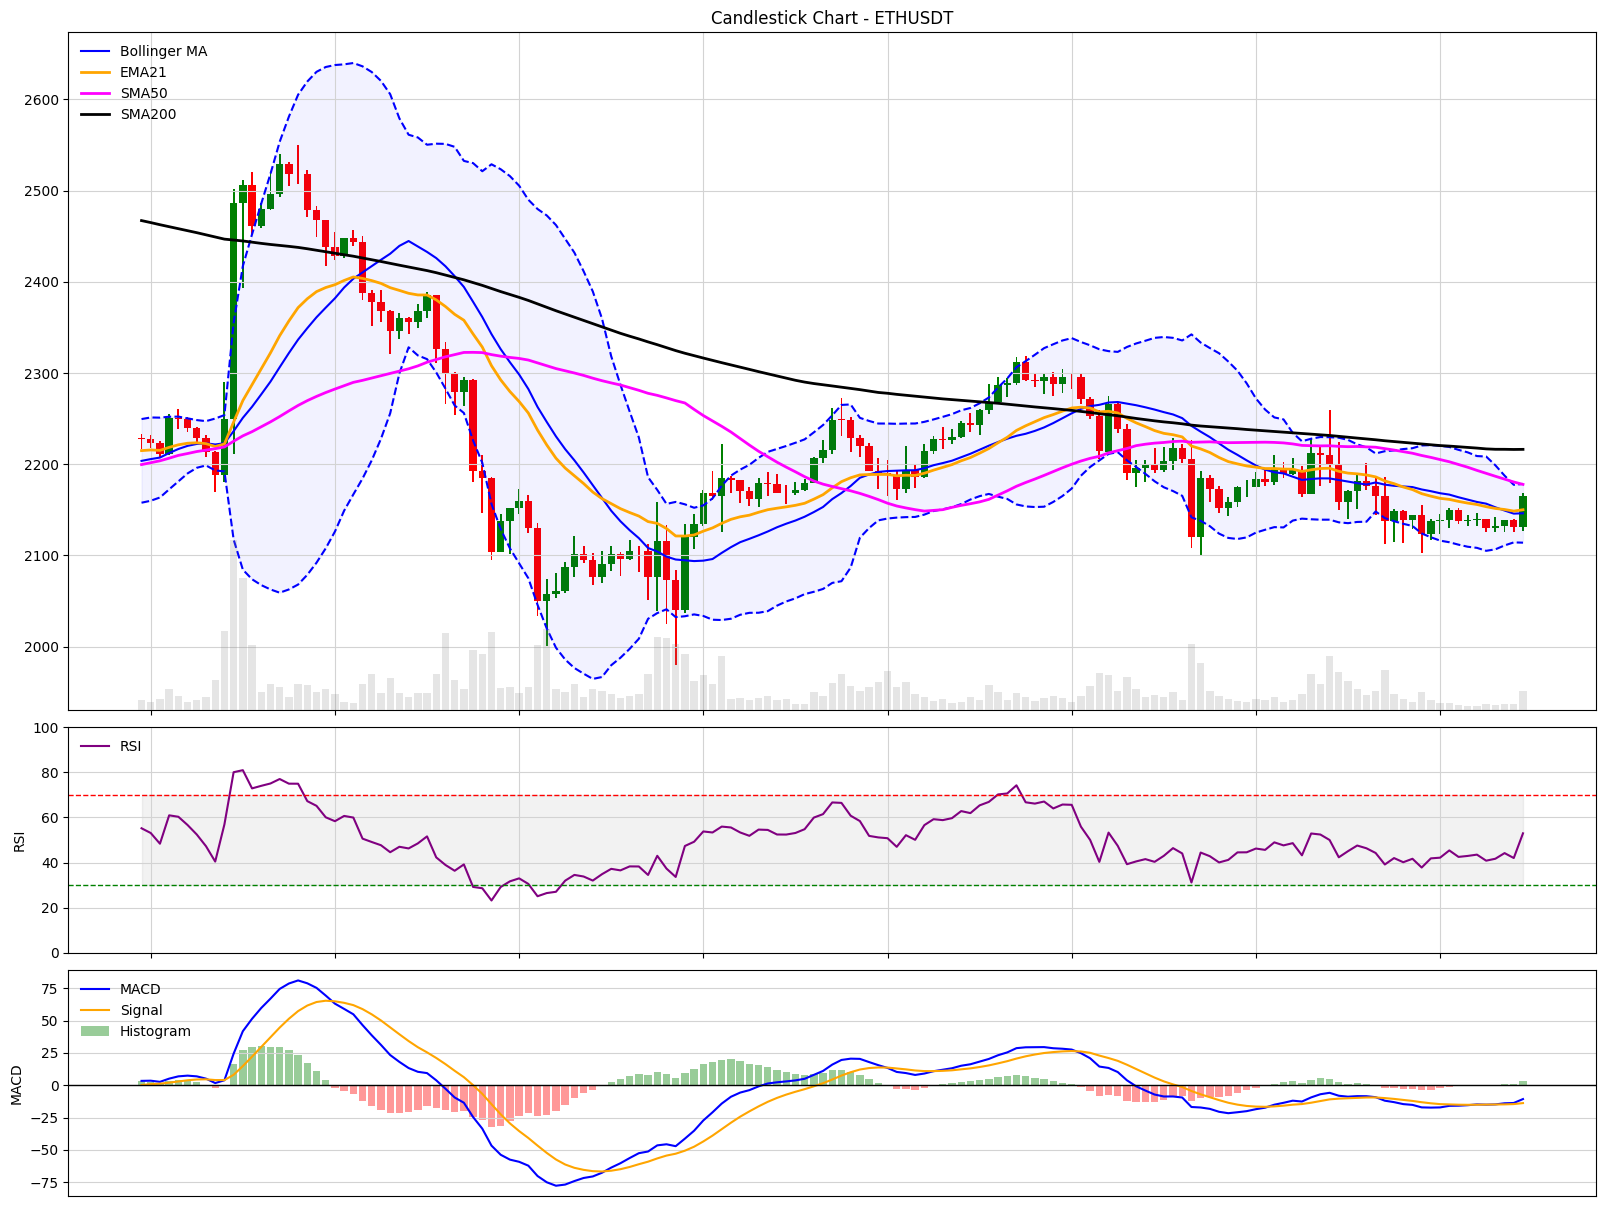 Candlestick Chart - ETHUSDT
Bollinger MA
EMA21
SMA50
SMA200
2600
2500
2400
2300
2200
2100
2000
RSI
100
80
60
40
20
0
RSI
MACD
Signal
Histogram
75
50
25
0
−25
−50
−75
MACD